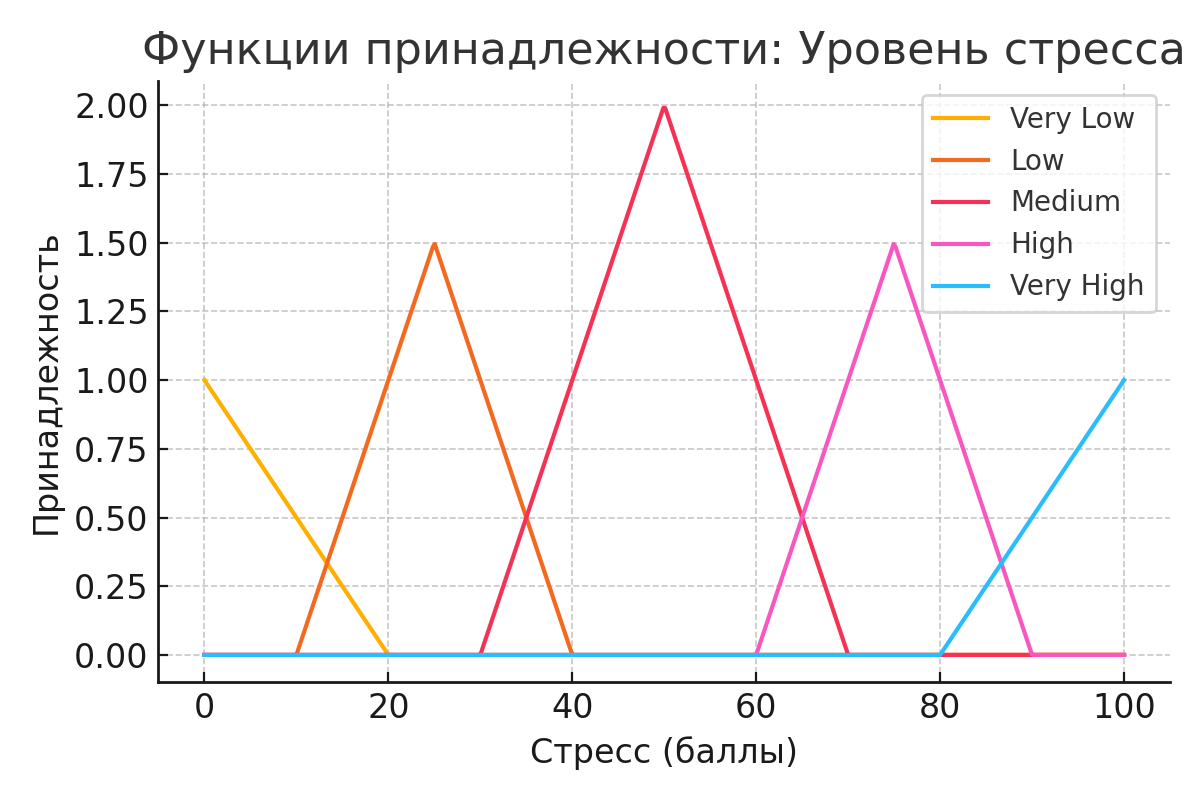 Функции принадлежности: Уровень стресса
Принадлежность
2.00
1.75
1.50
1.25
1.00
0.75
0.50
0.25
0.00
Very Low
Low
Medium
High
Very High
0 20 40 60 80 100
Стресс (баллы)